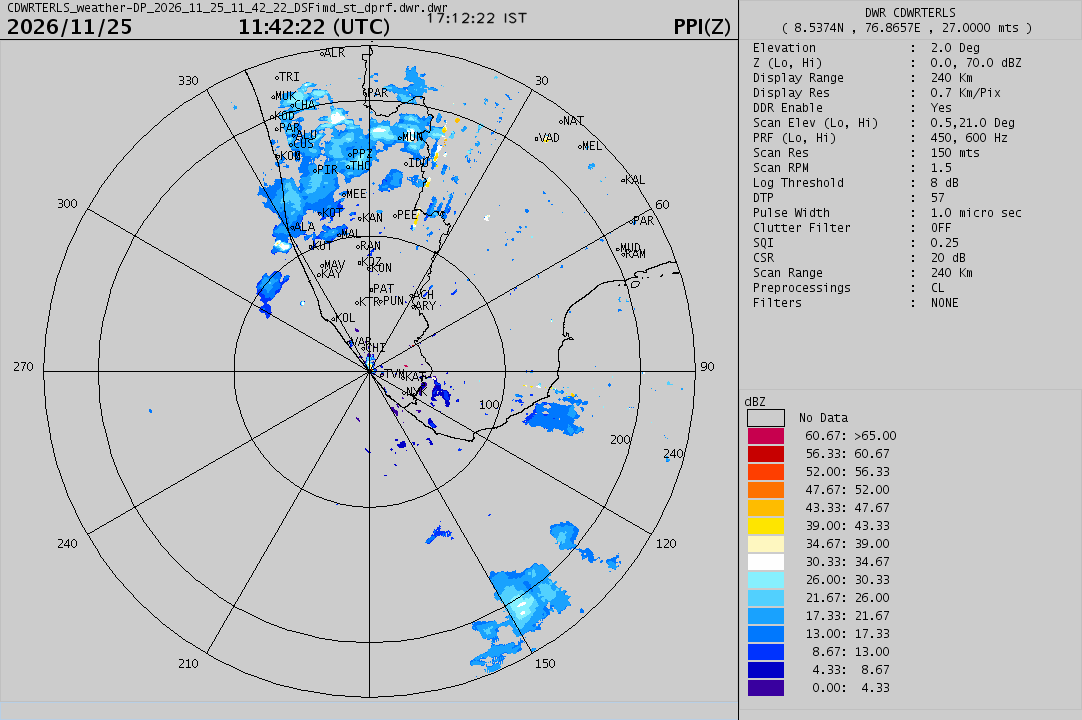 CDWRTERLS_weather-DP_2026_11_25_11_42_22_DSFimd_st_dprf.dwr.dwr
17:12:22 IST
2026/11/25 11:42:22 (UTC) PPI(Z)
DWR CDWRTERLS
( 8.5374N , 76.8657E , 27.0000 mts )
Elevation : 2.0 Deg
Z (Lo, Hi) : 0.0, 70.0 dBZ
Display Range : 240 Km
Display Res : 0.7 Km/Pix
DDR Enable : Yes
Scan Elev (Lo, Hi) : 0.5,21.0 Deg
PRF (Lo, Hi) : 450, 600 Hz
Scan Res : 150 mts
Scan RPM : 1.5
Log Threshold : 8 dB
DTP : 57
Pulse Width : 1.0 micro sec
Clutter Filter : OFF
SQI : 0.25
CSR : 20 dB
Scan Range : 240 Km
Preprocessings : CL
Filters : NONE
dBZ
No Data
60.67: >65.00
56.33: 60.67
52.00: 56.33
47.67: 52.00
43.33: 47.67
39.00: 43.33
34.67: 39.00
30.33: 34.67
26.00: 30.33
21.67: 26.00
17.33: 21.67
13.00: 17.33
8.67: 13.00
4.33: 8.67
0.00: 4.33
ALR
TRI
330
30
MUK
PAR
CHA
KOD
NAT
PAR
ALU
MUN
VAD
CUS
MEL
KOM
PPZ
THO
IDU
PIR
KAL
MEE
300
60
KOT
KAN
PEE
PAR
ALA
MAL
KUT
RAN
MUD
RAM
MAV
KOZ
KON
KAY
PAT
ACH
KTR
PUN
ARY
KOL
VAR
CHI
270
90
TVM
KAT
NYK
100
200
240
240
120
210
150